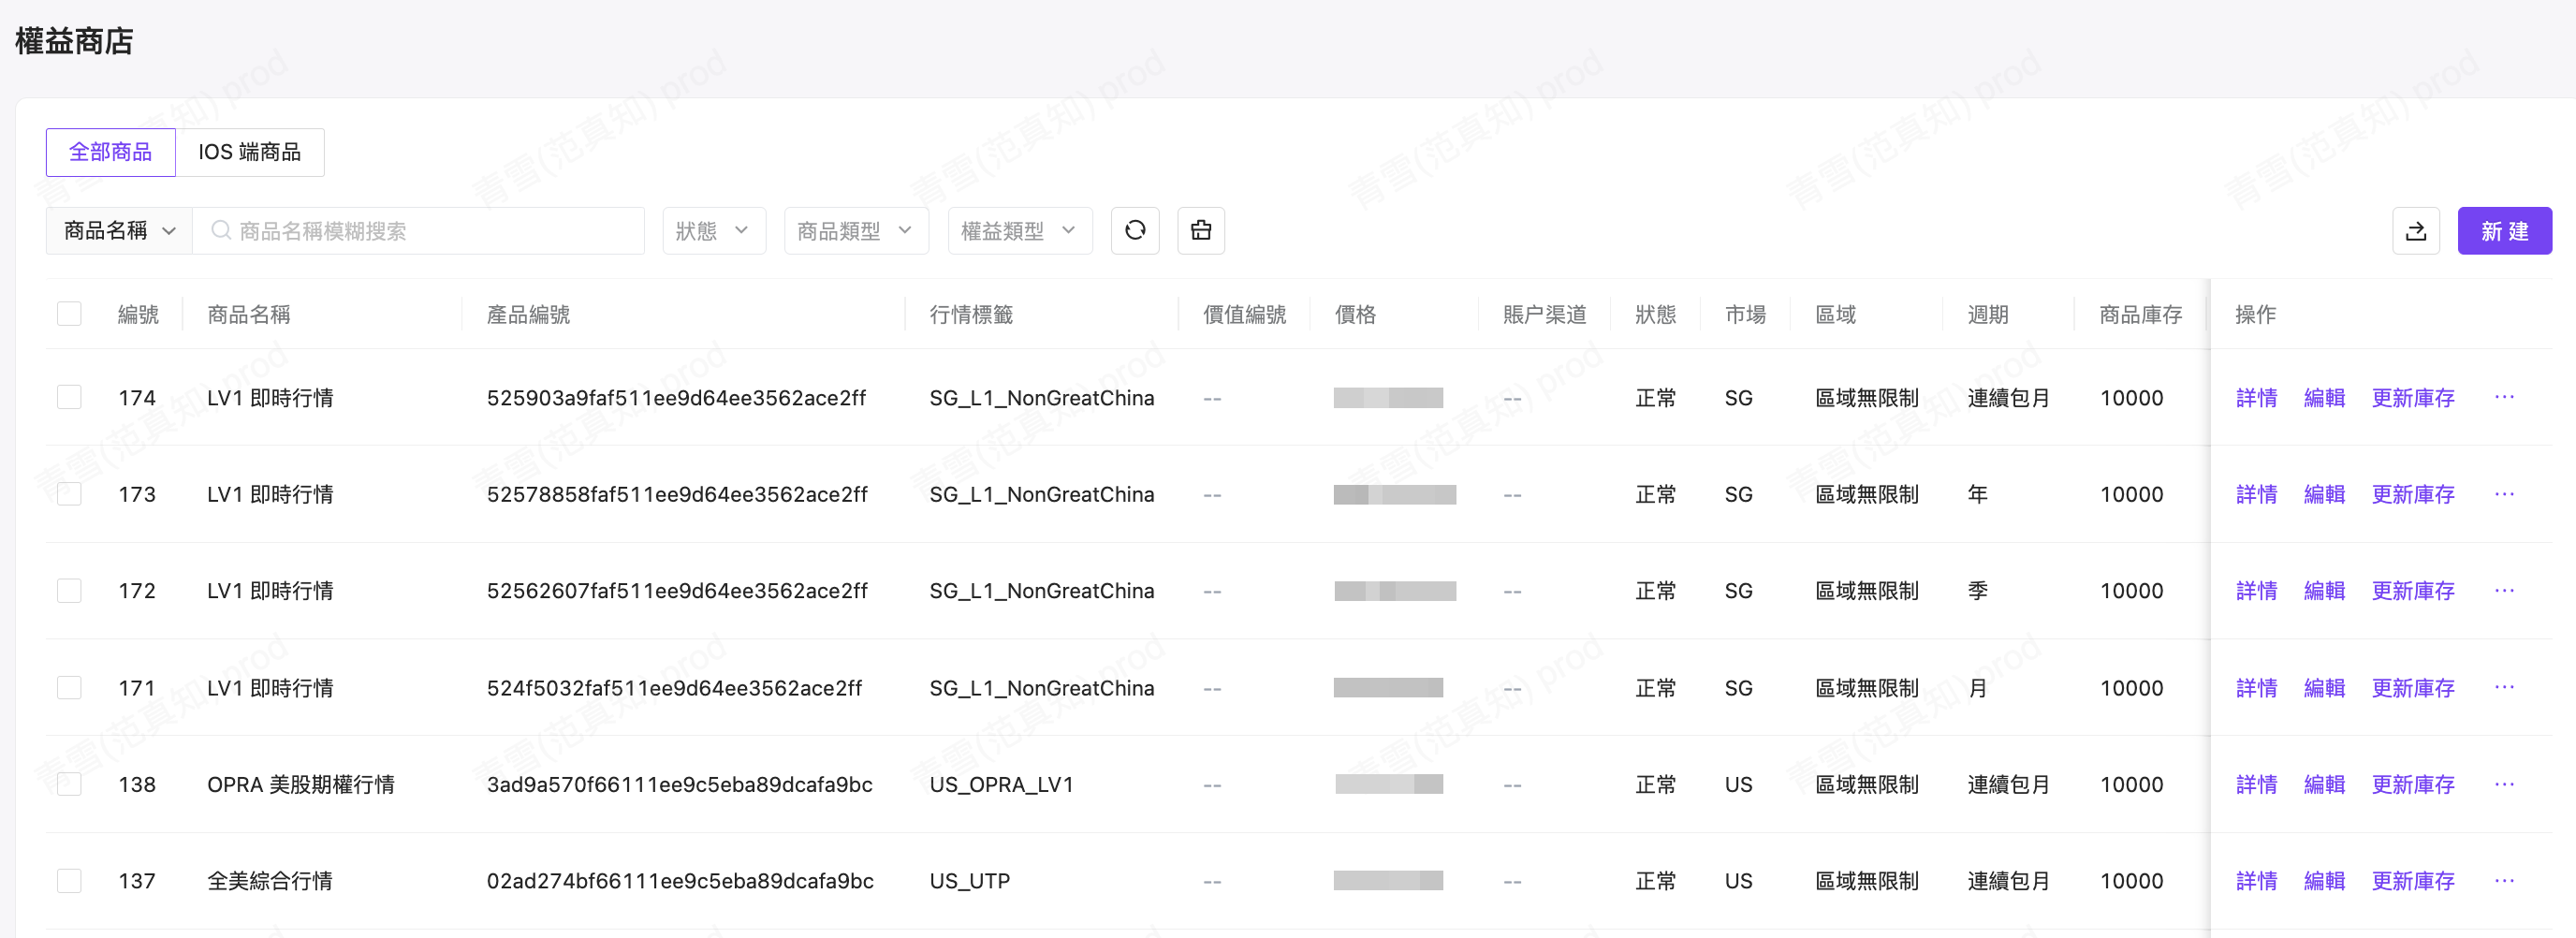 權益商店
全部商品 IOS 端商品
商品名稱 商品名稱模糊搜索 狀態 商品類型 權益類型 新 建
編號 商品名稱 產品編號 行情標籤 價值編號 價格 賬户渠道 狀態 市場 區域 週期 商品庫存 操作
174 LV1 即時行情 525903a9faf511ee9d64ee3562ace2ff SG_L1_NonGreatChina -- -- 正常 SG 區域無限制 連續包月 10000 詳情 編輯 更新庫存 ···
173 LV1 即時行情 52578858faf511ee9d64ee3562ace2ff SG_L1_NonGreatChina -- -- 正常 SG 區域無限制 年 10000 詳情 編輯 更新庫存 ···
172 LV1 即時行情 52562607faf511ee9d64ee3562ace2ff SG_L1_NonGreatChina -- -- 正常 SG 區域無限制 季 10000 詳情 編輯 更新庫存 ···
171 LV1 即時行情 524f5032faf511ee9d64ee3562ace2ff SG_L1_NonGreatChina -- -- 正常 SG 區域無限制 月 10000 詳情 編輯 更新庫存 ···
138 OPRA 美股期權行情 3ad9a570f66111ee9c5eba89dcafa9bc US_OPRA_LV1 -- -- 正常 US 區域無限制 連續包月 10000 詳情 編輯 更新庫存 ···
137 全美綜合行情 02ad274bf66111ee9c5eba89dcafa9bc US_UTP -- -- 正常 US 區域無限制 連續包月 10000 詳情 編輯 更新庫存 ···
青雪(范真知) prod